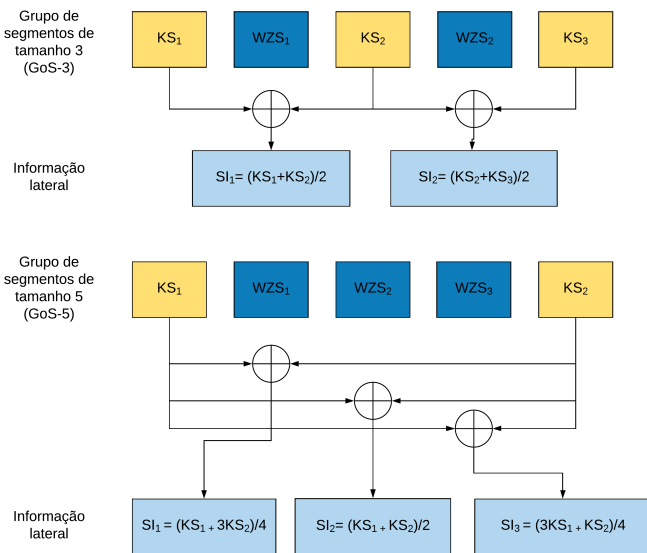 Grupo de
segmentos de
tamanho 3
(GoS-3)
KS1 WZS1 KS2 WZS2 KS3
Informação
lateral
SI1= (KS1+KS2)/2 SI2= (KS2+KS3)/2
Grupo de
segmentos de
tamanho 5
(GoS-5)
KS1 WZS1 WZS2 WZS3 KS2
Informação
lateral
SI1 = (KS1 + 3KS2)/4 SI2= (KS1 + KS2)/2 SI3 = (3KS1 + KS2)/4